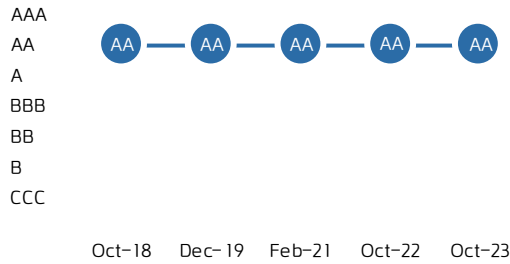 AAA
AA AA AA AA AA AA
A
BBB
BB
B
CCC
Oct–18 Dec–19 Feb–21 Oct–22 Oct–23